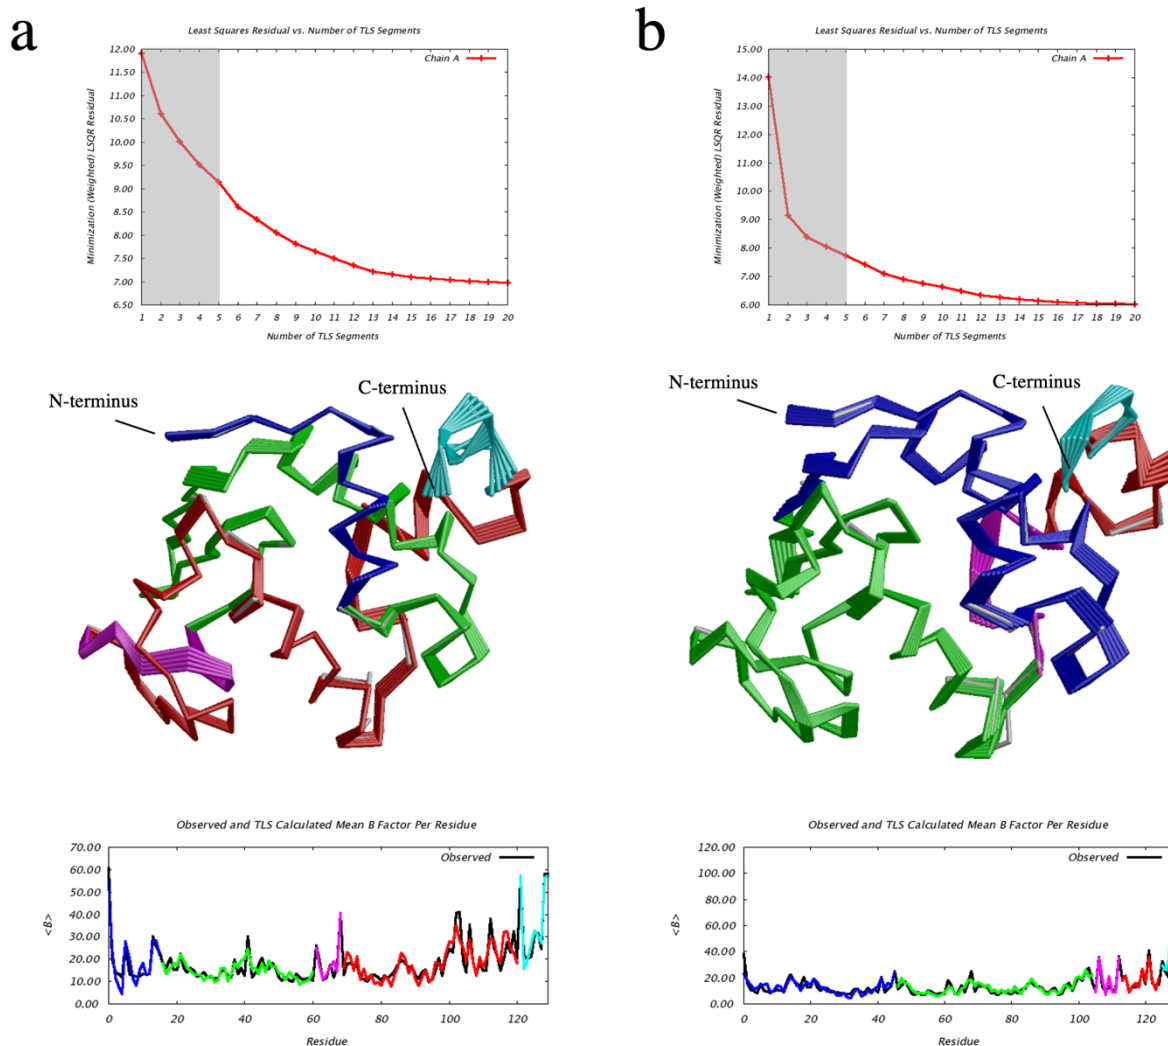 a
Least Squares Residual vs. Number of TLS Segments
Chain A
Minimization (Weighted) LSQR Residual
12.00
11.50
11.00
10.50
10.00
9.50
9.00
8.50
8.00
7.50
7.00
6.50
1 2 3 4 5 6 7 8 9 10 11 12 13 14 15 16 17 18 19 20
Number of TLS Segments
N-terminus
C-terminus
Observed and TLS Calculated Mean B Factor Per Residue
Observed
<B>
70.00
60.00
50.00
40.00
30.00
20.00
10.00
0.00
0 20 40 60 80 100 120
Residue
b
Least Squares Residual vs. Number of TLS Segments
Chain A
Minimization (Weighted) LSQR Residual
15.00
14.00
13.00
12.00
11.00
10.00
9.00
8.00
7.00
6.00
1 2 3 4 5 6 7 8 9 10 11 12 13 14 15 16 17 18 19 20
Number of TLS Segments
N-terminus
C-terminus
Observed and TLS Calculated Mean B Factor Per Residue
Observed
<B>
120.00
100.00
80.00
60.00
40.00
20.00
0.00
0 20 40 60 80 100 120
Residue